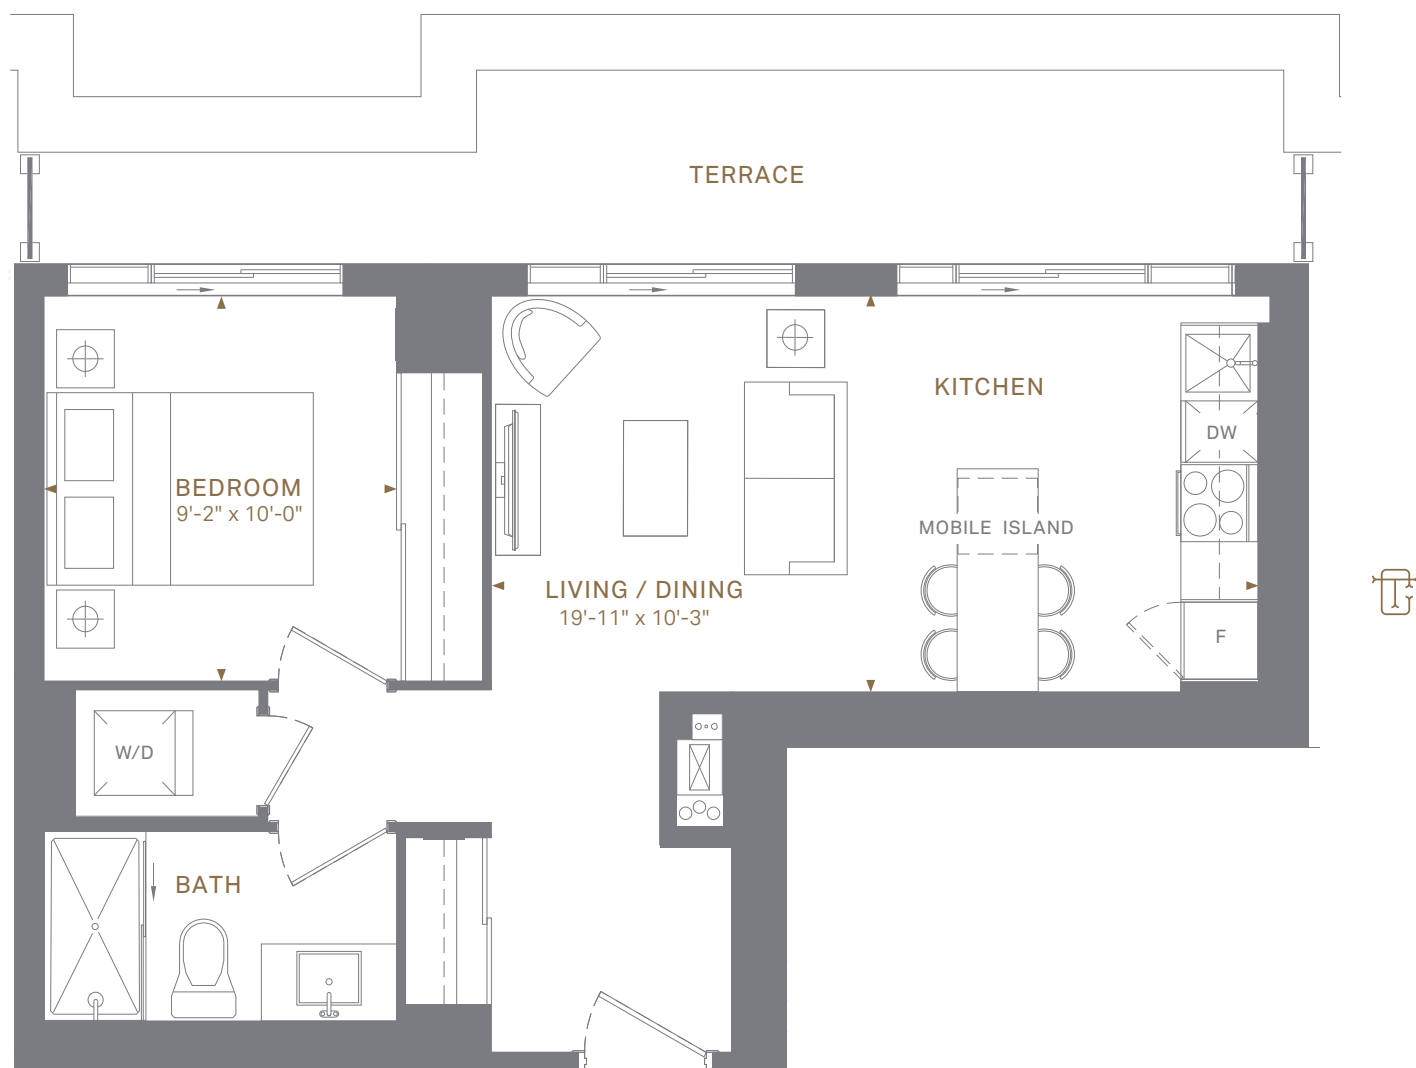 TERRACE
KITCHEN
DW
BEDROOM
9'-2" x 10'-0"
MOBILE ISLAND
LIVING / DINING
19'-11" x 10'-3"
F
W/D
BATH